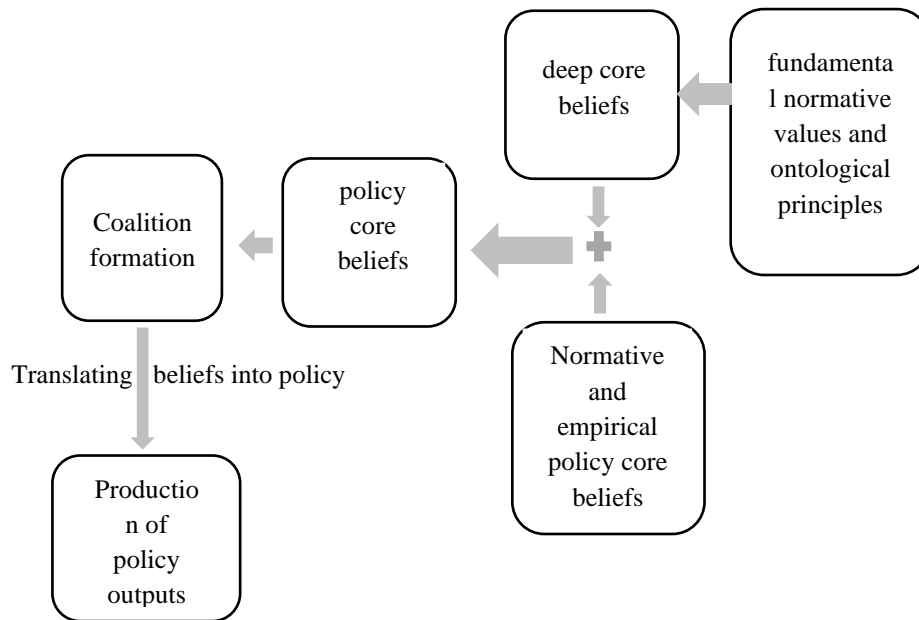 deep core
beliefs
fundamenta
l normative
values and
ontological
principles
Coalition
formation
policy
core
beliefs
Normative
and
empirical
policy core
beliefs
Translating beliefs into policy
Productio
n of
policy
outputs